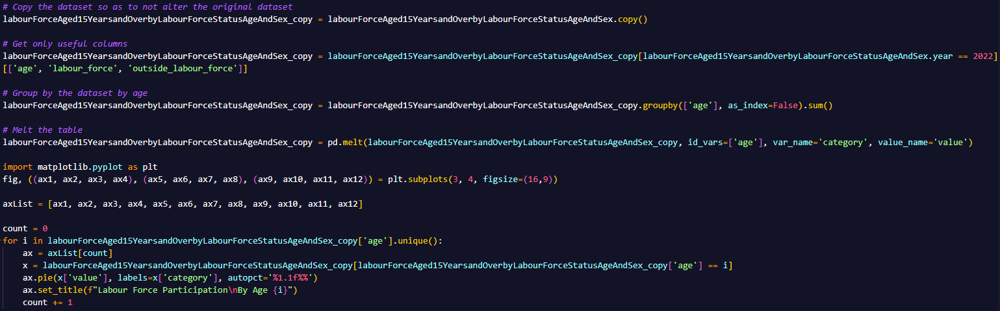 # Copy the dataset so as to not alter the original dataset
labourForceAged15YearsandOverbyLabourForceStatusAgeAndSex_copy = labourForceAged15YearsandOverbyLabourForceStatusAgeAndSex.copy()
# Get only useful columns
labourForceAged15YearsandOverbyLabourForceStatusAgeAndSex_copy = labourForceAged15YearsandOverbyLabourForceStatusAgeAndSex_copy[labourForceAged15YearsandOverbyLabourForceStatusAgeAndSex.year == 2022]
[['age', 'labour_force', 'outside_labour_force']]
# Group by the dataset by age
labourForceAged15YearsandOverbyLabourForceStatusAgeAndSex_copy = labourForceAged15YearsandOverbyLabourForceStatusAgeAndSex_copy.groupby(['age'], as_index=False).sum()
# Melt the table
labourForceAged15YearsandOverbyLabourForceStatusAgeAndSex_copy = pd.melt(labourForceAged15YearsandOverbyLabourForceStatusAgeAndSex_copy, id_vars=['age'], var_name='category', value_name='value')
import matplotlib.pyplot as plt
fig, ((ax1, ax2, ax3, ax4), (ax5, ax6, ax7, ax8), (ax9, ax10, ax11, ax12)) = plt.subplots(3, 4, figsize=(16,9))
axList = [ax1, ax2, ax3, ax4, ax5, ax6, ax7, ax8, ax9, ax10, ax11, ax12]
count = 0
for i in labourForceAged15YearsandOverbyLabourForceStatusAgeAndSex_copy['age'].unique():
    ax = axList[count]
    x = labourForceAged15YearsandOverbyLabourForceStatusAgeAndSex_copy[labourForceAged15YearsandOverbyLabourForceStatusAgeAndSex_copy['age'] == i]
    ax.pie(x['value'], labels=x['category'], autopct='%1.1f%%')
    ax.set_title(f"Labour Force Participation\nBy Age {i}")
    count += 1